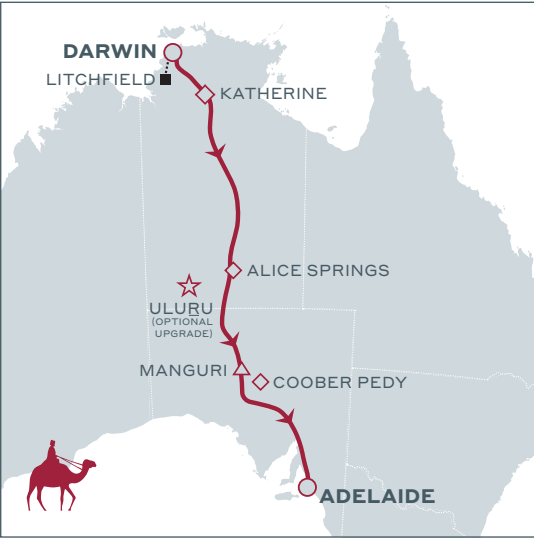 DARWIN
LITCHFIELD
KATHERINE
ALICE SPRINGS
ULURU
(OPTIONAL
UPGRADE)
MANGURI
COOBER PEDY
ADELAIDE